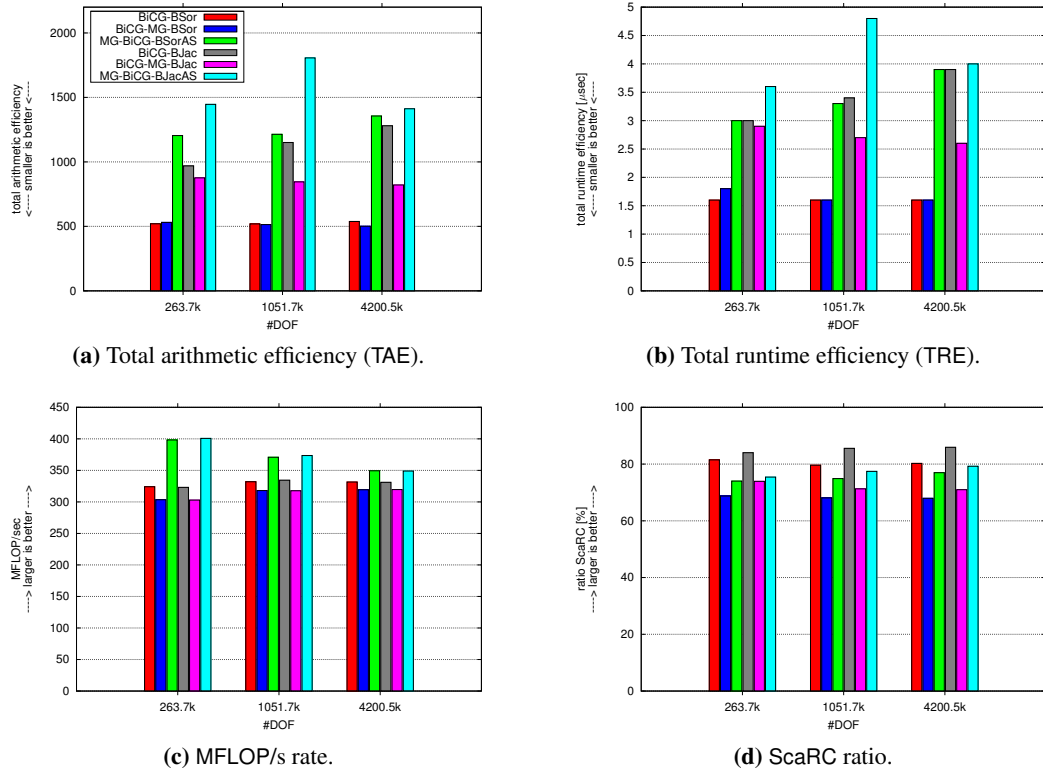 BiCG-BSor
BiCG-MG-BSor
MG-BiCG-BSorAS
BiCG-BJac
BiCG-MG-BJac
MG-BiCG-BJacAS
total arithmetic efficiency
<---- smaller is better <----
2000
1500
1000
500
0
263.7k 1051.7k 4200.5k
#DOF
(a) Total arithmetic efficiency (TAE).
total runtime efficiency [μsec]
<---- smaller is better <----
5
4.5
4
3.5
3
2.5
2
1.5
1
0.5
0
263.7k 1051.7k 4200.5k
#DOF
(b) Total runtime efficiency (TRE).
MFLOP/sec
----> larger is better ---->
450
400
350
300
250
200
150
100
50
0
263.7k 1051.7k 4200.5k
#DOF
(c) MFLOP/s rate.
ratio ScaRC [%]
----> larger is better ---->
100
80
60
40
20
0
263.7k 1051.7k 4200.5k
#DOF
(d) ScaRC ratio.